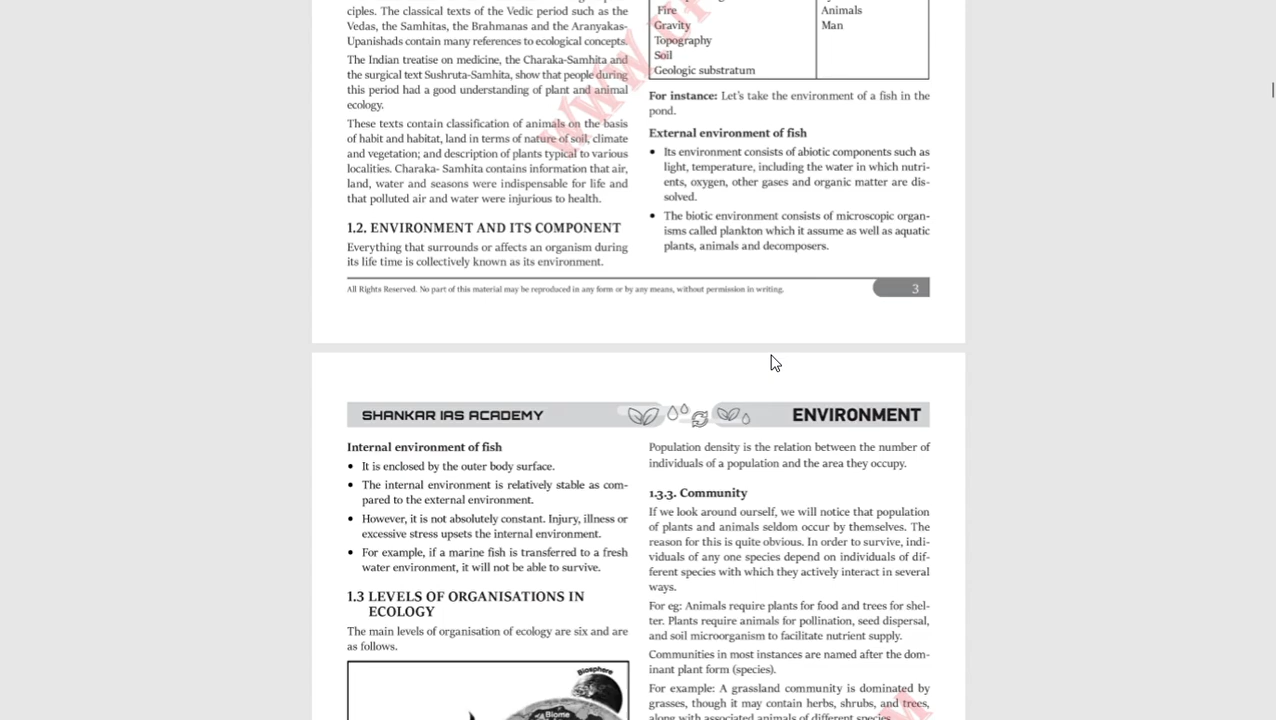 ciples. The classical texts of the Vedic period such as the
Vedas, the Samhitas, the Brahmanas and the Aranyakas-
Upanishads contain many references to ecological concepts.
The Indian treatise on medicine, the Charaka-Samhita and
the surgical text Sushruta-Samhita, show that people during
this period had a good understanding of plant and animal
ecology.
These texts contain classification of animals on the basis
of habit and habitat, land in terms of nature of soil, climate
and vegetation; and description of plants typical to various
localities. Charaka- Samhita contains information that air,
land, water and seasons were indispensable for life and
that polluted air and water were injurious to health.
1.2. ENVIRONMENT AND ITS COMPONENT
Everything that surrounds or affects an organism during
its life time is collectively known as its environment.
Fire
Gravity
Topography
Soil
Geologic substratum
Animals
Man
For instance: Let's take the environment of a fish in the
pond.
External environment of fish
• Its environment consists of abiotic components such as
light, temperature, including the water in which nutri-
ents, oxygen, other gases and organic matter are dis-
solved.
• The biotic environment consists of microscopic organ-
isms called plankton which it assume as well as aquatic
plants, animals and decomposers.
All Rights Reserved. No part of this material may be reproduced in any form or by any means, without permission in writing.
3
SHANKAR IAS ACADEMY
ENVIRONMENT
Internal environment of fish
• It is enclosed by the outer body surface.
• The internal environment is relatively stable as com-
pared to the external environment.
• However, it is not absolutely constant. Injury, illness or
excessive stress upsets the internal environment.
• For example, if a marine fish is transferred to a fresh
water environment, it will not be able to survive.
1.3 LEVELS OF ORGANISATIONS IN
ECOLOGY
The main levels of organisation of ecology are six and are
as follows.
Biosphere
Biome
Population density is the relation between the number of
individuals of a population and the area they occupy.
1.3.3. Community
If we look around ourself, we will notice that population
of plants and animals seldom occur by themselves. The
reason for this is quite obvious. In order to survive, indi-
viduals of any one species depend on individuals of dif-
ferent species with which they actively interact in several
ways.
For eg: Animals require plants for food and trees for shel-
ter. Plants require animals for pollination, seed dispersal,
and soil microorganism to facilitate nutrient supply.
Communities in most instances are named after the dom-
inant plant form (species).
For example: A grassland community is dominated by
grasses, though it may contain herbs, shrubs, and trees,
along with associated animals of different species.